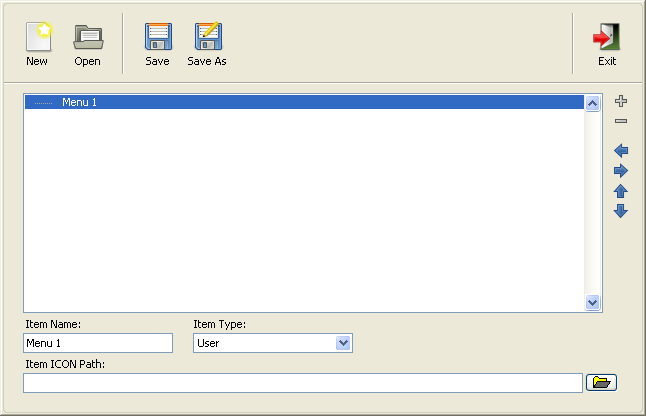 New Open Save Save As Exit
Menu 1
Item Name: Item Type:
Menu 1 User
Item ICON Path: